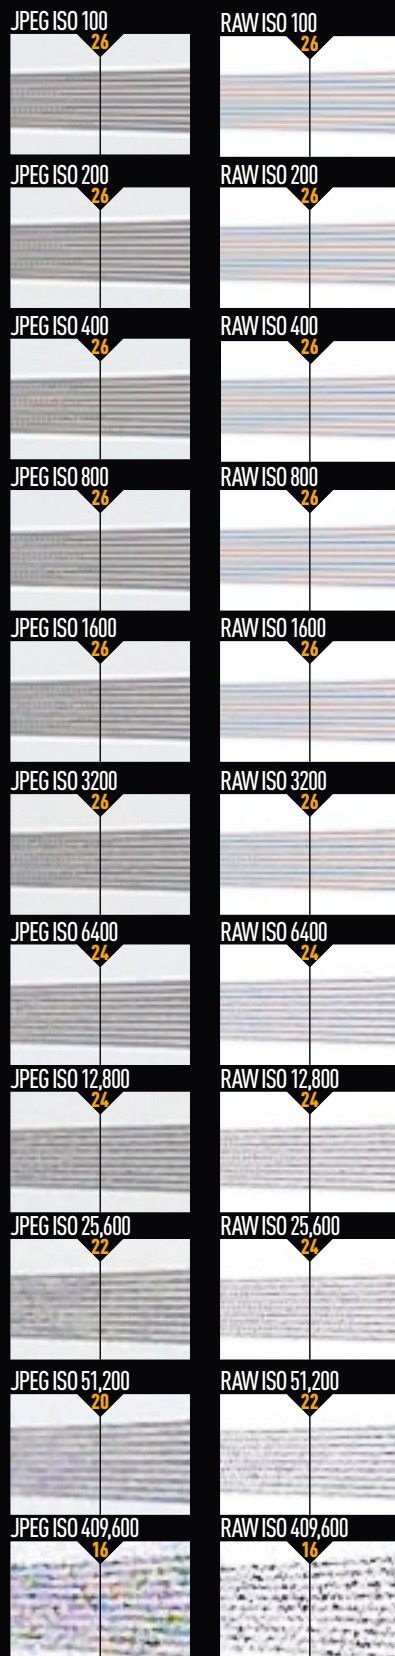 JPEG ISO 100
26
RAW ISO 100
26
JPEG ISO 200
26
RAW ISO 200
26
JPEG ISO 400
26
RAW ISO 400
26
JPEG ISO 800
26
RAW ISO 800
26
JPEG ISO 1600
26
RAW ISO 1600
26
JPEG ISO 3200
26
RAW ISO 3200
26
JPEG ISO 6400
24
RAW ISO 6400
24
JPEG ISO 12,800
24
RAW ISO 12,800
24
JPEG ISO 25,600
22
RAW ISO 25,600
24
JPEG ISO 51,200
20
RAW ISO 51,200
22
JPEG ISO 409,600
16
RAW ISO 409,600
16